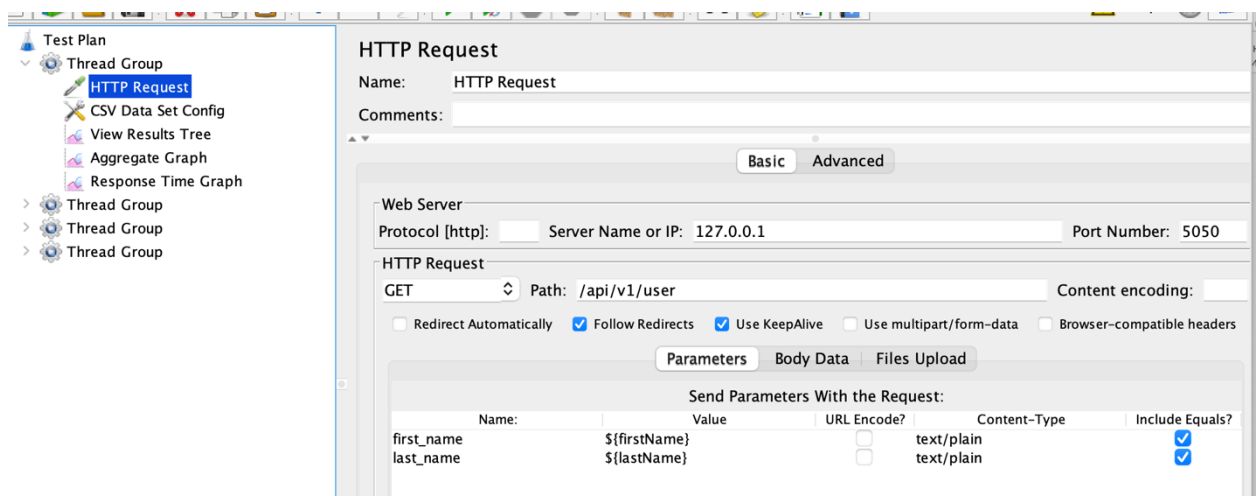 Test Plan
Thread Group
HTTP Request
CSV Data Set Config
View Results Tree
Aggregate Graph
Response Time Graph
Thread Group
Thread Group
Thread Group
HTTP Request
Name: HTTP Request
Comments:
Basic Advanced
Web Server
Protocol [http]: Server Name or IP: 127.0.0.1 Port Number: 5050
HTTP Request
GET Path: /api/v1/user Content encoding:
Redirect Automatically Follow Redirects Use KeepAlive Use multipart/form-data Browser-compatible headers
Parameters Body Data Files Upload
Send Parameters With the Request:
Name: Value URL Encode? Content-Type Include Equals?
first_name ${firstName} text/plain
last_name ${lastName} text/plain